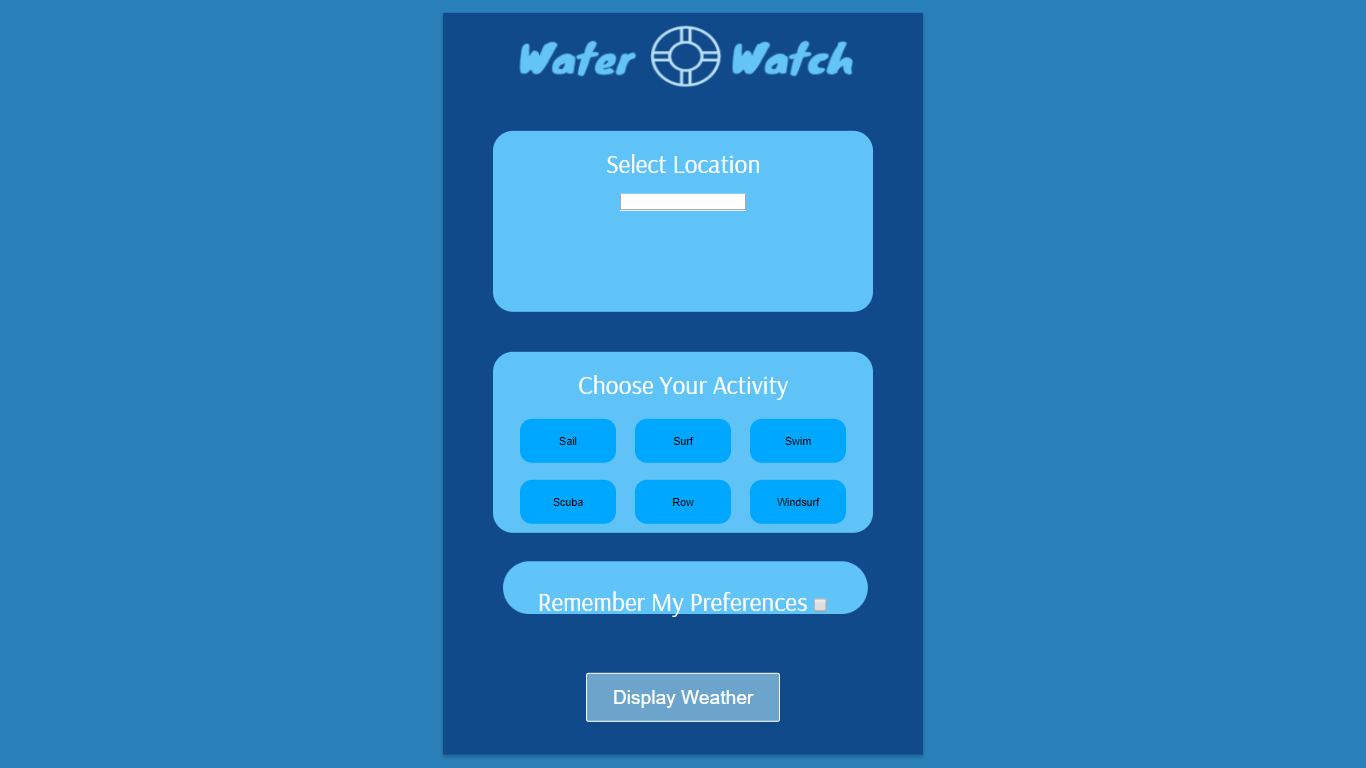 Water Watch
Select Location
Choose Your Activity
Sail Surf Swim
Scuba Row Windsurf
Remember My Preferences
Display Weather